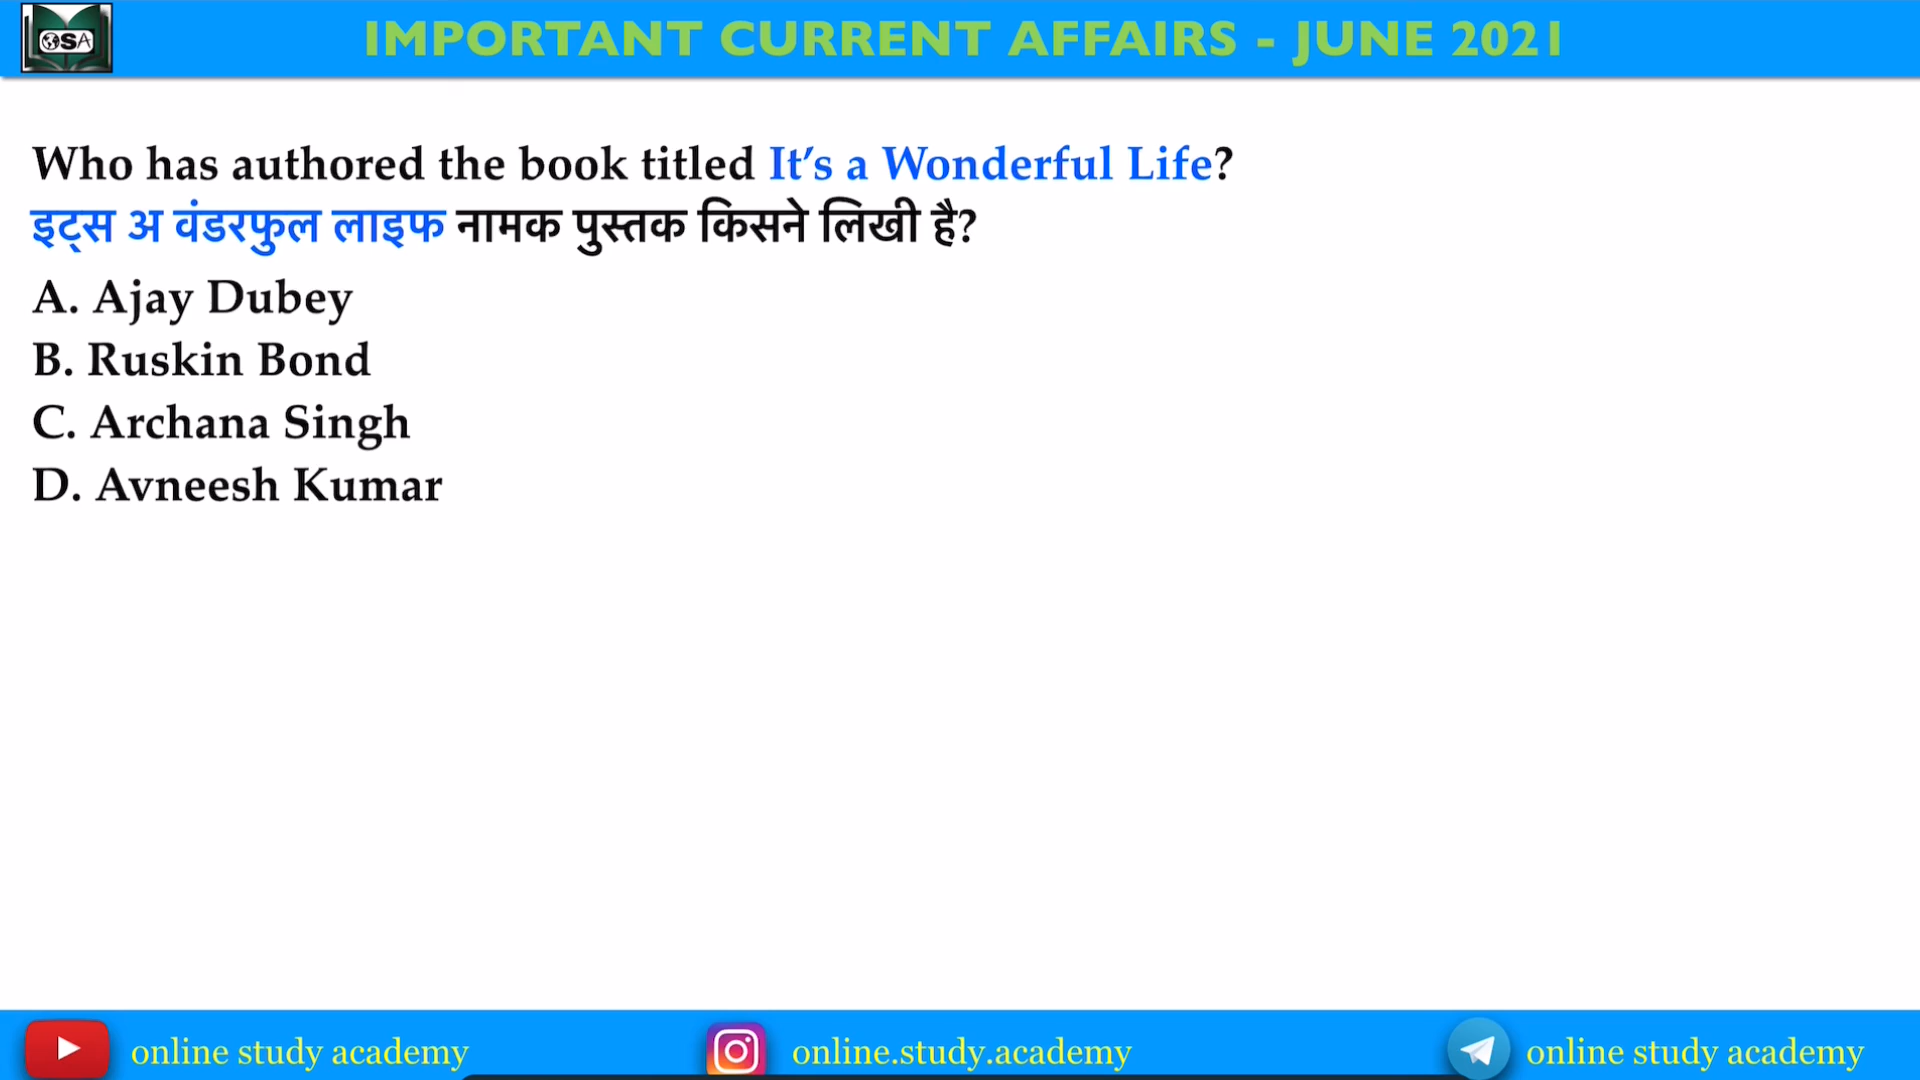 OSA
IMPORTANT CURRENT AFFAIRS - JUNE 2021
Who has authored the book titled It’s a Wonderful Life?
इट्स अ वंडरफुल लाइफ नामक पुस्तक किसने लिखी है?
A. Ajay Dubey
B. Ruskin Bond
C. Archana Singh
D. Avneesh Kumar
online study academy
online.study.academy
online study academy